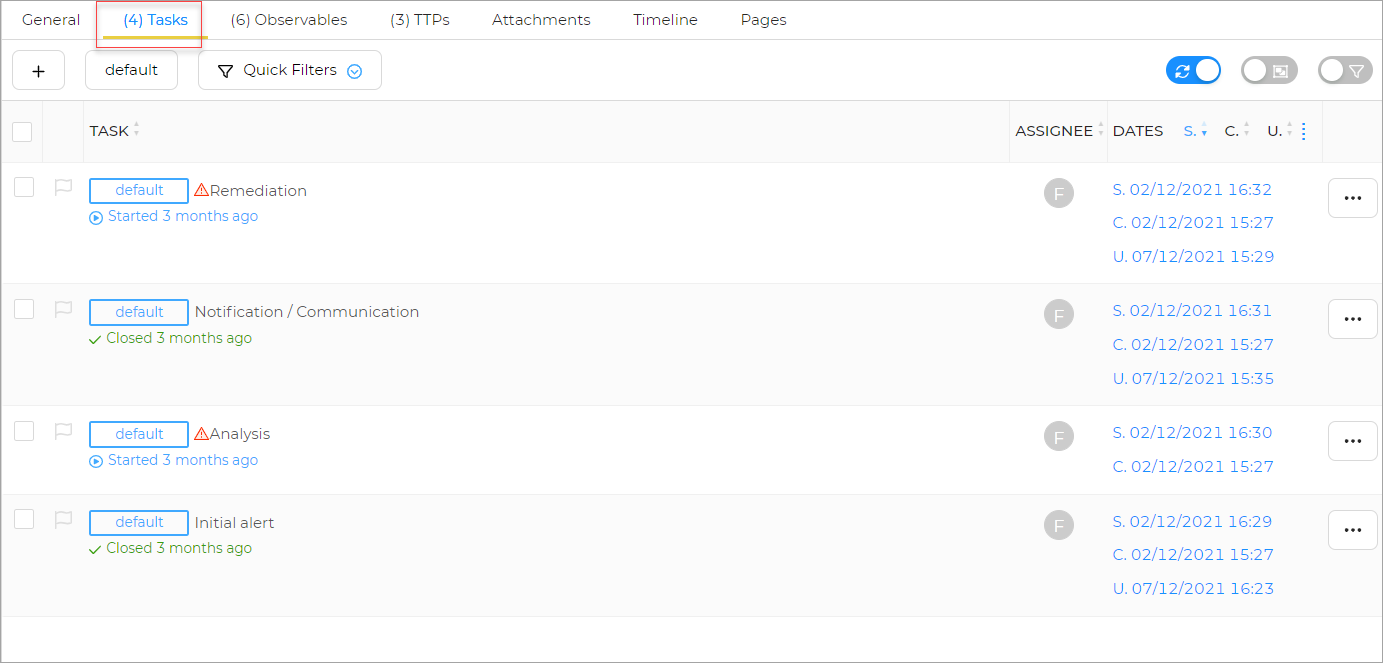 General (4) Tasks (6) Observables (3) TTPs Attachments Timeline Pages
+ default Quick Filters
TASK ASSIGNEE DATES S. C. U.
default Remediation F S. 02/12/2021 16:32
Started 3 months ago
C. 02/12/2021 15:27
U. 07/12/2021 15:29
default Notification / Communication F S. 02/12/2021 16:31
Closed 3 months ago
C. 02/12/2021 15:27
U. 07/12/2021 15:35
default Analysis F S. 02/12/2021 16:30
Started 3 months ago
C. 02/12/2021 15:27
default Initial alert F S. 02/12/2021 16:29
Closed 3 months ago
C. 02/12/2021 15:27
U. 07/12/2021 16:23